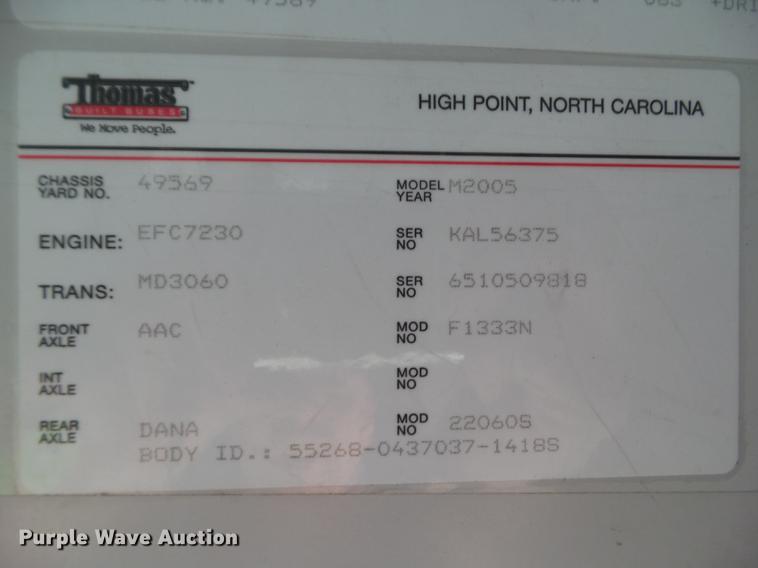 Thomas
BUILT BUSES
We Move People.
HIGH POINT, NORTH CAROLINA
CHASSIS YARD NO. 49569 MODEL YEAR M2005
ENGINE: EFC7230 SER NO KAL56375
TRANS: MD3060 SER NO 6510509818
FRONT AXLE AAC MOD NO F1333N
INT AXLE MOD NO
REAR AXLE DANA MOD NO 22060S
BODY ID.: 55268-0437037-1418S
Purple Wave Auction